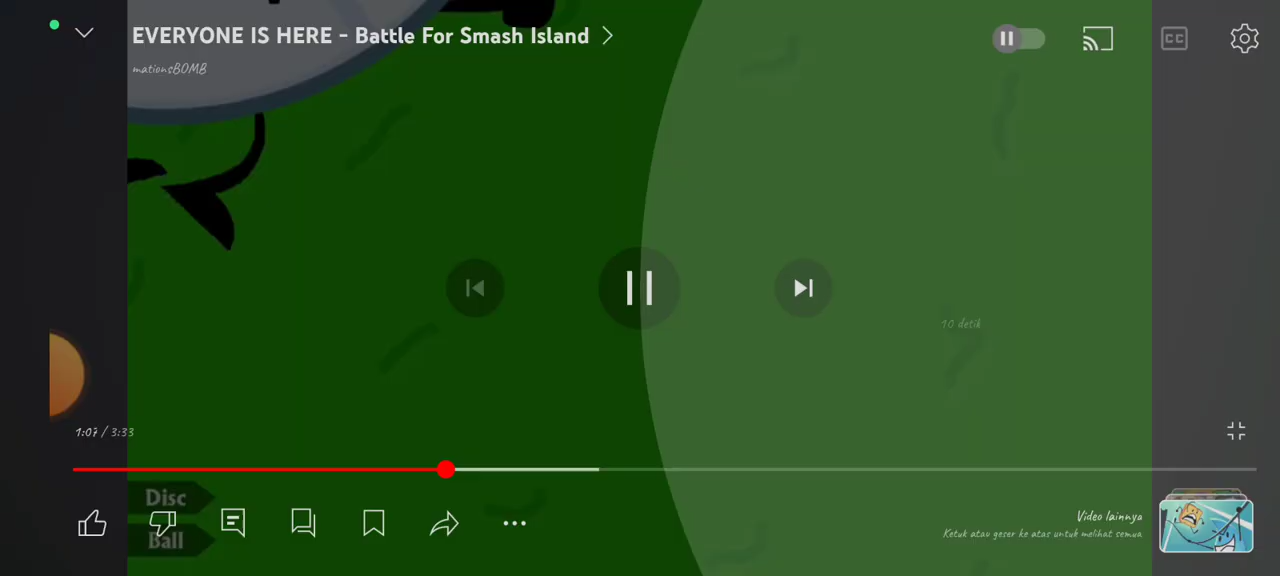 EVERYONE IS HERE - Battle For Smash Island
mationsBOMB
CC
10 detik
1:07 / 3:33
Disc
Ball
Video lainnya
Ketuk atau geser ke atas untuk melihat semua